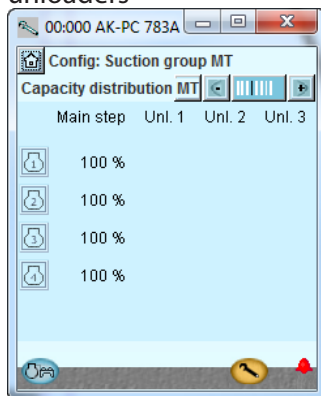 unloaders
00:000 AK-PC 783A
Config: Suction group MT
Capacity distribution MT
Main step Unl. 1 Unl. 2 Unl. 3
1 100 %
2 100 %
3 100 %
4 100 %